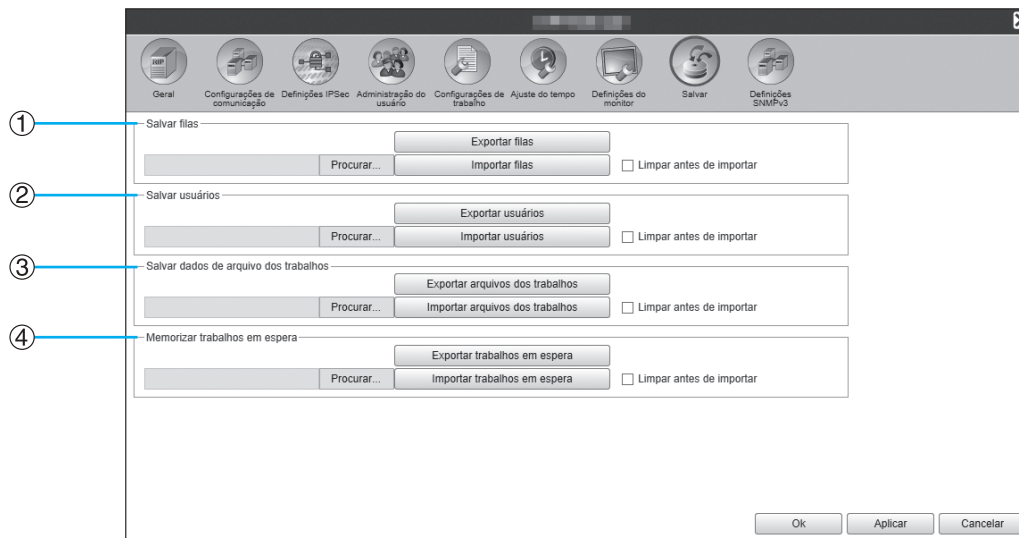 Geral
Configurações de comunicação
Definições IPSec
Administração do usuário
Configurações de trabalho
Ajuste do tempo
Definições do monitor
Salvar
Definições SNMPv3
① Salvar filas
Exportar filas
Procurar... Importar filas Limpar antes de importar
② Salvar usuários
Exportar usuários
Procurar... Importar usuários Limpar antes de importar
③ Salvar dados de arquivo dos trabalhos
Exportar arquivos dos trabalhos
Procurar... Importar arquivos dos trabalhos Limpar antes de importar
④ Memorizar trabalhos em espera
Exportar trabalhos em espera
Procurar... Importar trabalhos em espera Limpar antes de importar
Ok Aplicar Cancelar